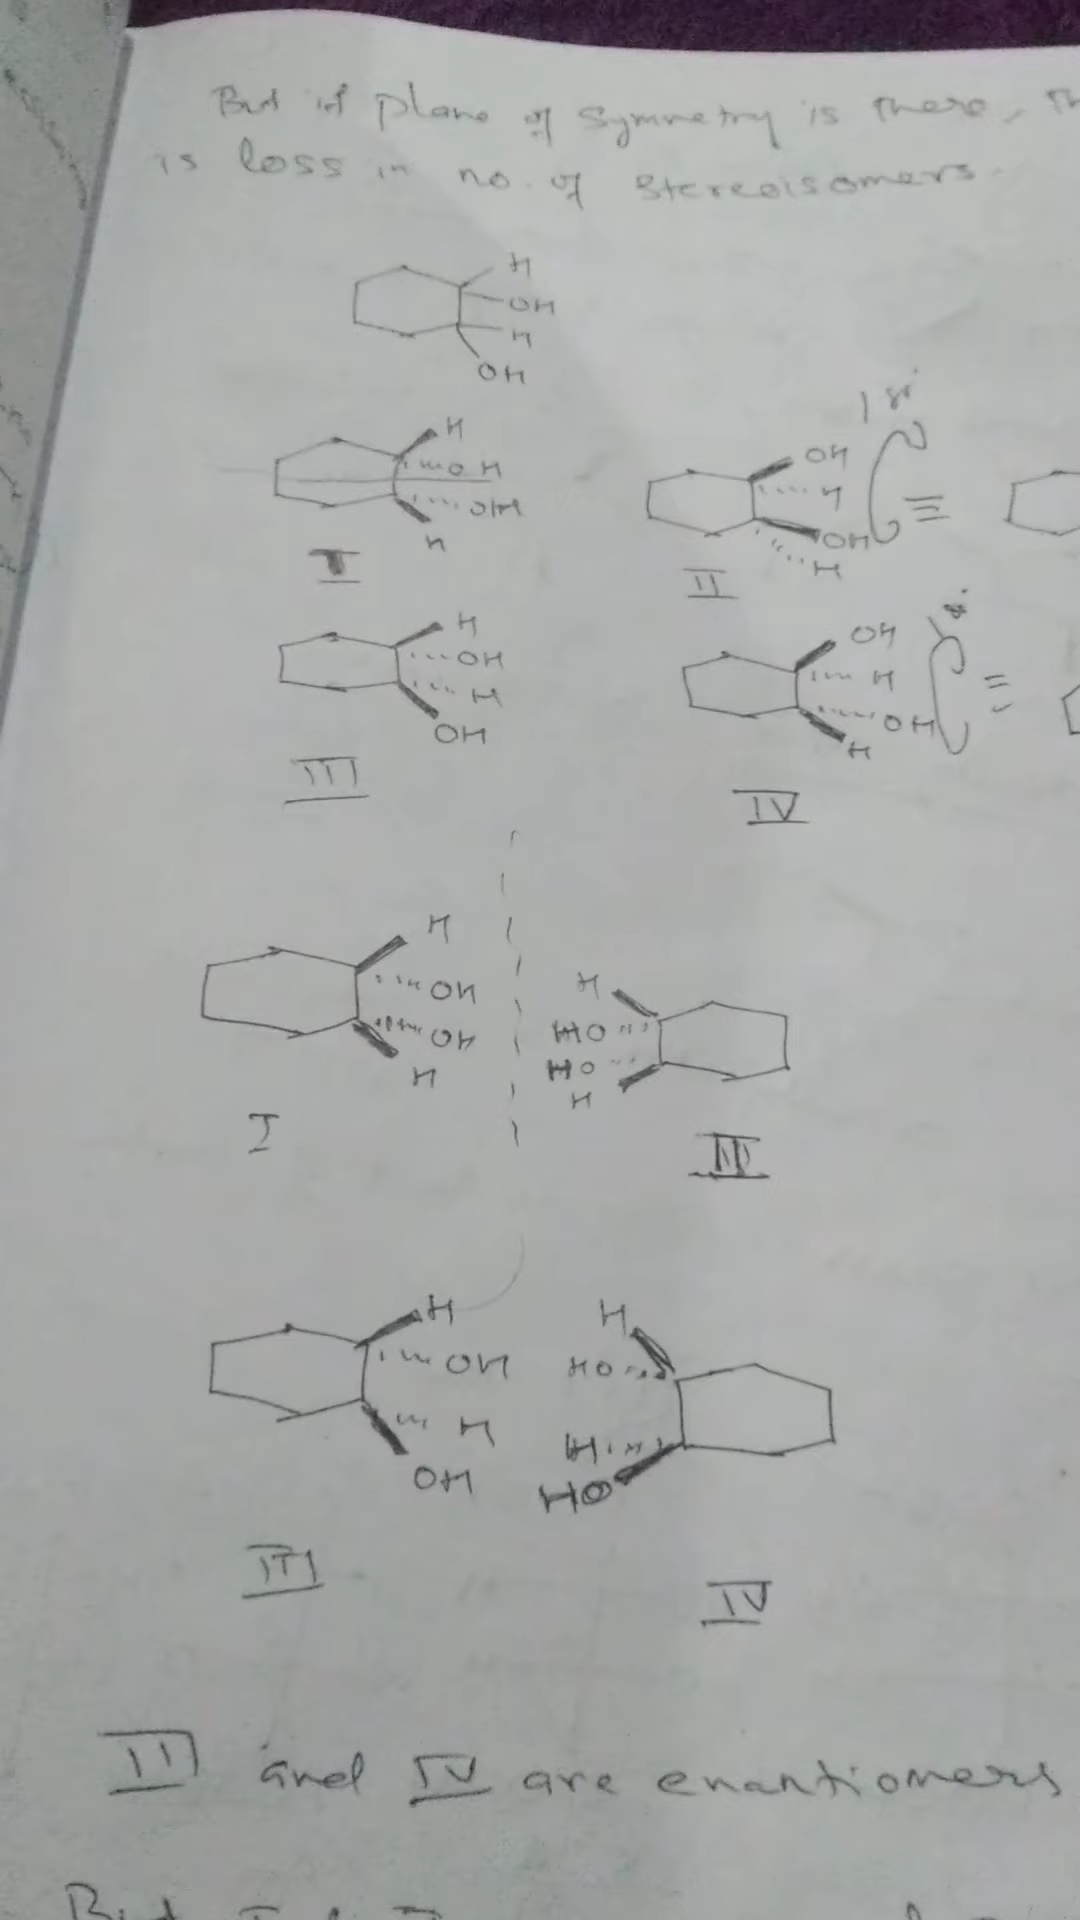 But if plane of symmetry is there, Th
is loss in no. of stereoisomers.
H
OH
H
OH
H
OH
OH
H
I
OH
H
OH
H
II
≡
H
OH
H
OH
III
OH
H
OH
H
IV
=
H
OH
OH
H
I
H
HO
HO
H
II
H
OH
H
OH
III
H
HO
H
HO
IV
III and IV are enantiomers
But I &